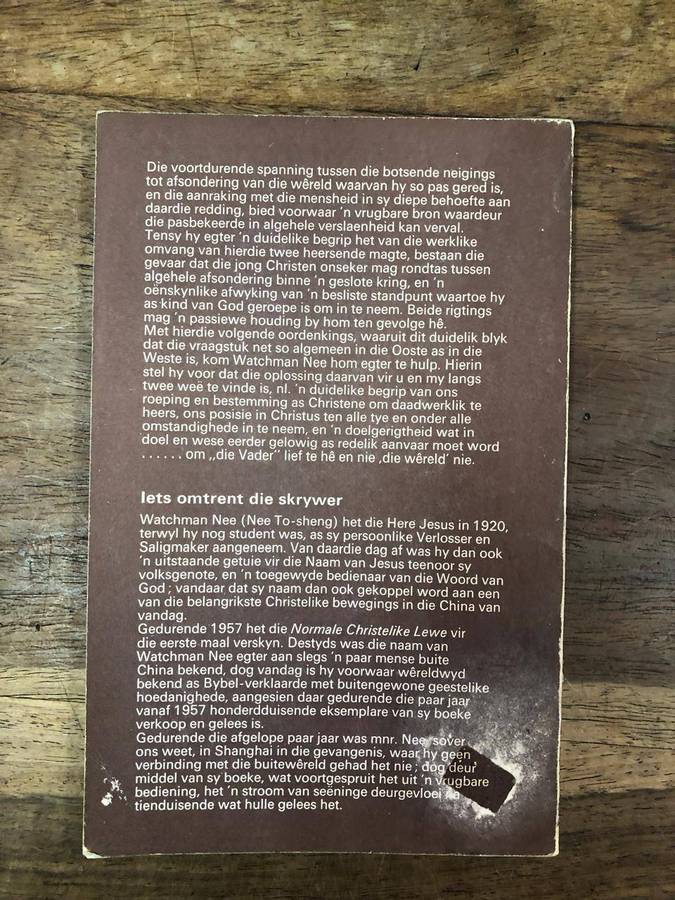 Die voortdurende spanning tussen die botsende neigings
tot afsondering van die wêreld waarvan hy so pas gered is,
en die aanraking met die mensheid in sy diepe behoefte aan
daardie redding, bied voorwaar 'n vrugbare bron waardeur
die pasbekeerde in algehele verslaenheid kan verval.
Tensy hy egter 'n duidelike begrip het van die werklike
omvang van hierdie twee heersende magte, bestaan die
gevaar dat die jong Christen onseker mag rondtas tussen
algehele afsondering binne 'n geslote kring, en 'n
oënskynlike afwyking van 'n besliste standpunt waartoe hy
as kind van God geroepe is om in te neem. Beide rigtings
mag 'n passiewe houding by hom ten gevolge hê.
Met hierdie volgende oordenkings, waaruit dit duidelik blyk
dat die vraagstuk net so algemeen in die Ooste as in die
Weste is, kom Watchman Nee hom egter te hulp. Hierin
stel hy voor dat die oplossing daarvan vir u en my langs
twee weë te vinde is, nl. 'n duidelike begrip van ons
roeping en bestemming as Christene om daadwerklik te
heers, ons posisie in Christus ten alle tye en onder alle
omstandighede in te neem, en 'n doelgerigtheid wat in
doel en wese eerder gelowig as redelik aanvaar moet word
...... om ,,die Vader" lief te hê en nie ,die wêreld' nie.
Iets omtrent die skrywer
Watchman Nee (Nee To-sheng) het die Here Jesus in 1920,
terwyl hy nog student was, as sy persoonlike Verlosser en
Saligmaker aangeneem. Van daardie dag af was hy dan ook
'n uitstaande getuie vir die Naam van Jesus teenoor sy
volksgenote, en 'n toegewyde bedienaar van die Woord van
God; vandaar dat sy naam dan ook gekoppel word aan een
van die belangrikste Christelike bewegings in die China van
vandag.
Gedurende 1957 het die Normale Christelike Lewe vir
die eerste maal verskyn. Destyds was die naam van
Watchman Nee egter aan slegs 'n paar mense buite
China bekend, dog vandag is hy voorwaar wêreldwyd
bekend as Bybel-verklaarde met buitengewone geestelike
hoedanighede, aangesien daar gedurende die paar jaar
vanaf 1957 honderdduisende eksemplare van sy boeke
verkoop en gelees is.
Gedurende die afgelope paar jaar was mnr. Nee, sover
ons weet, in Shanghai in die gevangenis, waar hy geen
verbinding met die buitewêreld gehad het nie; dog deur
middel van sy boeke, wat voortgespruit het uit 'n vrugbare
bediening, het 'n stroom van seëninge deurgevloei na
tienduisende wat hulle gelees het.